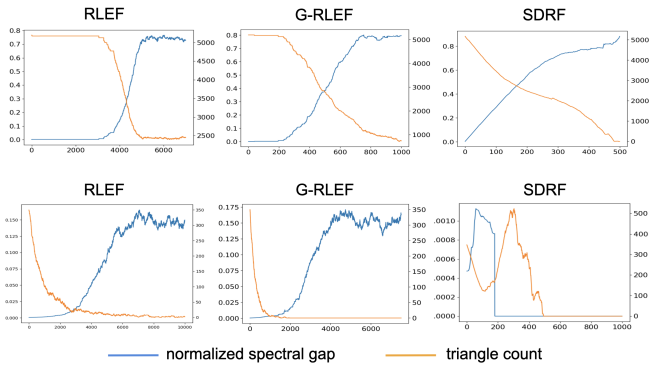 RLEF G-RLEF SDRF
0.8 0.7 0.6 0.5 0.4 0.3 0.2 0.1 0.0
0 2000 4000 6000
5000 4500 4000 3500 3000 2500
0.8 0.7 0.6 0.5 0.4 0.3 0.2 0.1 0.0
0 200 400 600 800 1000
5000 4000 3000 2000 1000
0.8 0.6 0.4 0.2 0.0
0 100 200 300 400 500
5000 4000 3000 2000 1000 0
RLEF G-RLEF SDRF
0.150 0.125 0.100 0.075 0.050 0.025 0.000
0 2000 4000 6000 8000 10000
350 300 250 200 150 100 50 0
0.175 0.150 0.125 0.100 0.075 0.050 0.025 0.000
0 2000 4000 6000
350 300 250 200 150 100 50 0
.0010 .0008 .0006 .0004 .0002 .0000
0 200 400 600 800 1000
500 400 300 200 100 0
normalized spectral gap triangle count